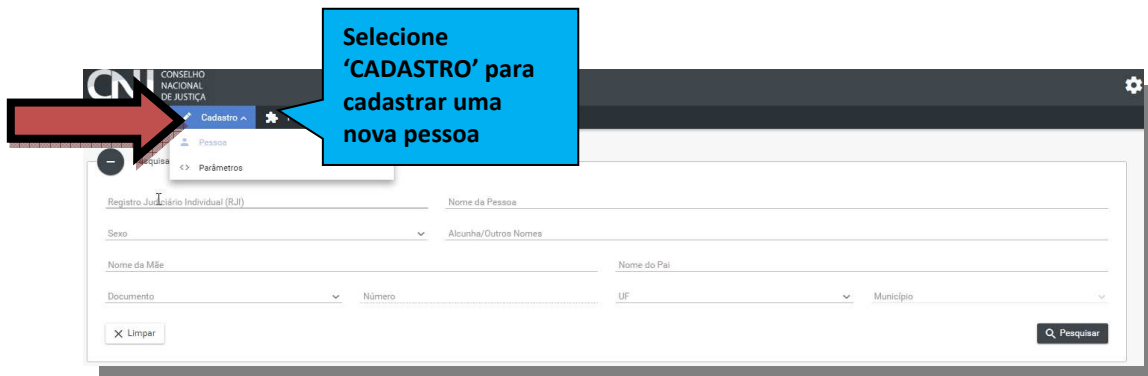 Selecione
‘CADASTRO’ para
cadastrar uma
nova pessoa
CNJ CONSELHO
NACIONAL
DE JUSTIÇA
Cadastro
Pessoa
Parâmetros
Registro Judiciário Individual (RJI) Nome da Pessoa
Sexo Alcunha/Outros Nomes
Nome da Mãe Nome do Pai
Documento Número UF Município
Limpar Pesquisar